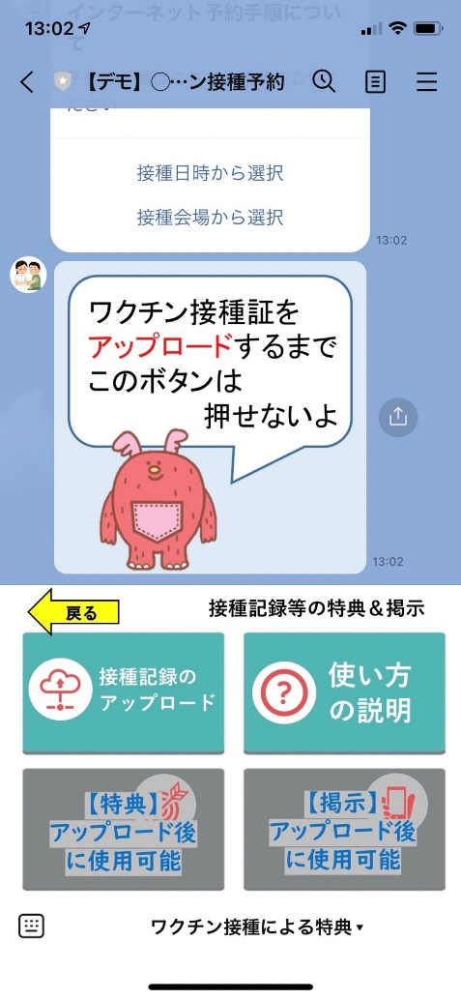 インターネット予約手順につい
て
13:02
【デモ】〇…ン接種予約
ださい
接種日時から選択
接種会場から選択
13:02
ワクチン接種証を
アップロードするまで
このボタンは
押せないよ
13:02
戻る
接種記録等の特典＆掲示
接種記録の
アップロード
使い方
の説明
【特典】
アップロード後
に使用可能
【掲示】
アップロード後
に使用可能
ワクチン接種による特典▾